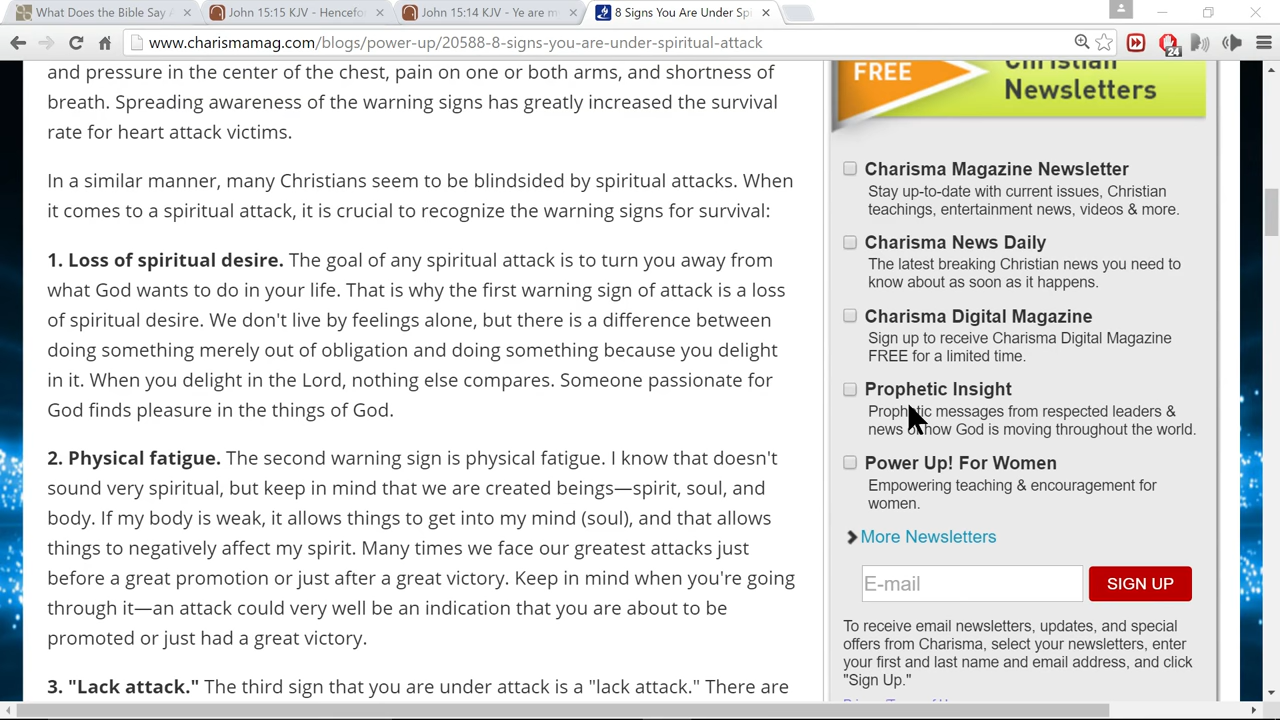 What Does the Bible Say
John 15:15 KJV - Hencefo
John 15:14 KJV - Ye are m
8 Signs You Are Under Sp
www.charismamag.com/blogs/power-up/20588-8-signs-you-are-under-spiritual-attack
24
and pressure in the center of the chest, pain on one or both arms, and shortness of
breath. Spreading awareness of the warning signs has greatly increased the survival
rate for heart attack victims.
In a similar manner, many Christians seem to be blindsided by spiritual attacks. When
it comes to a spiritual attack, it is crucial to recognize the warning signs for survival:
1. Loss of spiritual desire. The goal of any spiritual attack is to turn you away from
what God wants to do in your life. That is why the first warning sign of attack is a loss
of spiritual desire. We don't live by feelings alone, but there is a difference between
doing something merely out of obligation and doing something because you delight
in it. When you delight in the Lord, nothing else compares. Someone passionate for
God finds pleasure in the things of God.
2. Physical fatigue. The second warning sign is physical fatigue. I know that doesn't
sound very spiritual, but keep in mind that we are created beings—spirit, soul, and
body. If my body is weak, it allows things to get into my mind (soul), and that allows
things to negatively affect my spirit. Many times we face our greatest attacks just
before a great promotion or just after a great victory. Keep in mind when you're going
through it—an attack could very well be an indication that you are about to be
promoted or just had a great victory.
3. "Lack attack." The third sign that you are under attack is a "lack attack." There are
FREE
Christian
Newsletters
Charisma Magazine Newsletter
Stay up-to-date with current issues, Christian
teachings, entertainment news, videos & more.
Charisma News Daily
The latest breaking Christian news you need to
know about as soon as it happens.
Charisma Digital Magazine
Sign up to receive Charisma Digital Magazine
FREE for a limited time.
Prophetic Insight
Prophetic messages from respected leaders &
news of how God is moving throughout the world.
Power Up! For Women
Empowering teaching & encouragement for
women.
More Newsletters
E-mail
SIGN UP
To receive email newsletters, updates, and special
offers from Charisma, select your newsletters, enter
your first and last name and email address, and click
"Sign Up."